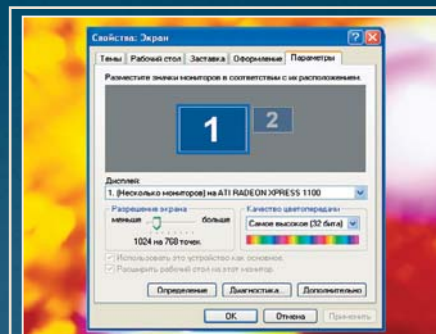 Свойства: Экран
Темы Рабочий стол Заставка Оформление Параметры
Разместите значки мониторов в соответствии с их расположением.
1 2
Дисплей:
1. (Несколько мониторов) на ATI RADEON XPRESS 1100
Разрешение экрана
меньше больше
1024 на 768 точек.
Качество цветопередачи
Самое высокое (32 бита)
Использовать это устройство как основное.
Расширить рабочий стол на этот монитор.
Определение Диагностика... Дополнительно
ОК Отмена Применить